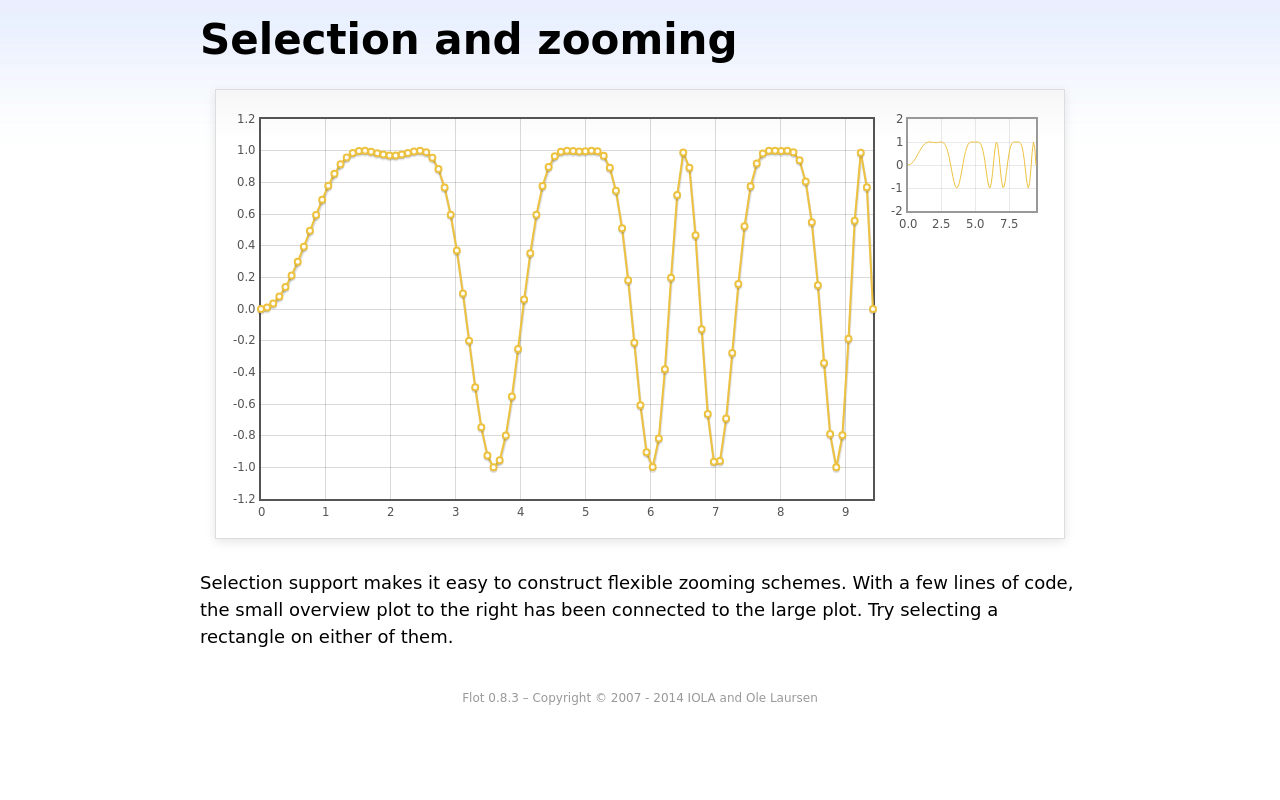 Selection and zooming
1.2
1.0
0.8
0.6
0.4
0.2
0.0
-0.2
-0.4
-0.6
-0.8
-1.0
-1.2
0 1 2 3 4 5 6 7 8 9
2
1
0
-1
-2
0.0 2.5 5.0 7.5
Selection support makes it easy to construct flexible zooming schemes. With a few lines of code,
the small overview plot to the right has been connected to the large plot. Try selecting a
rectangle on either of them.
Flot 0.8.3 – Copyright © 2007 - 2014 IOLA and Ole Laursen